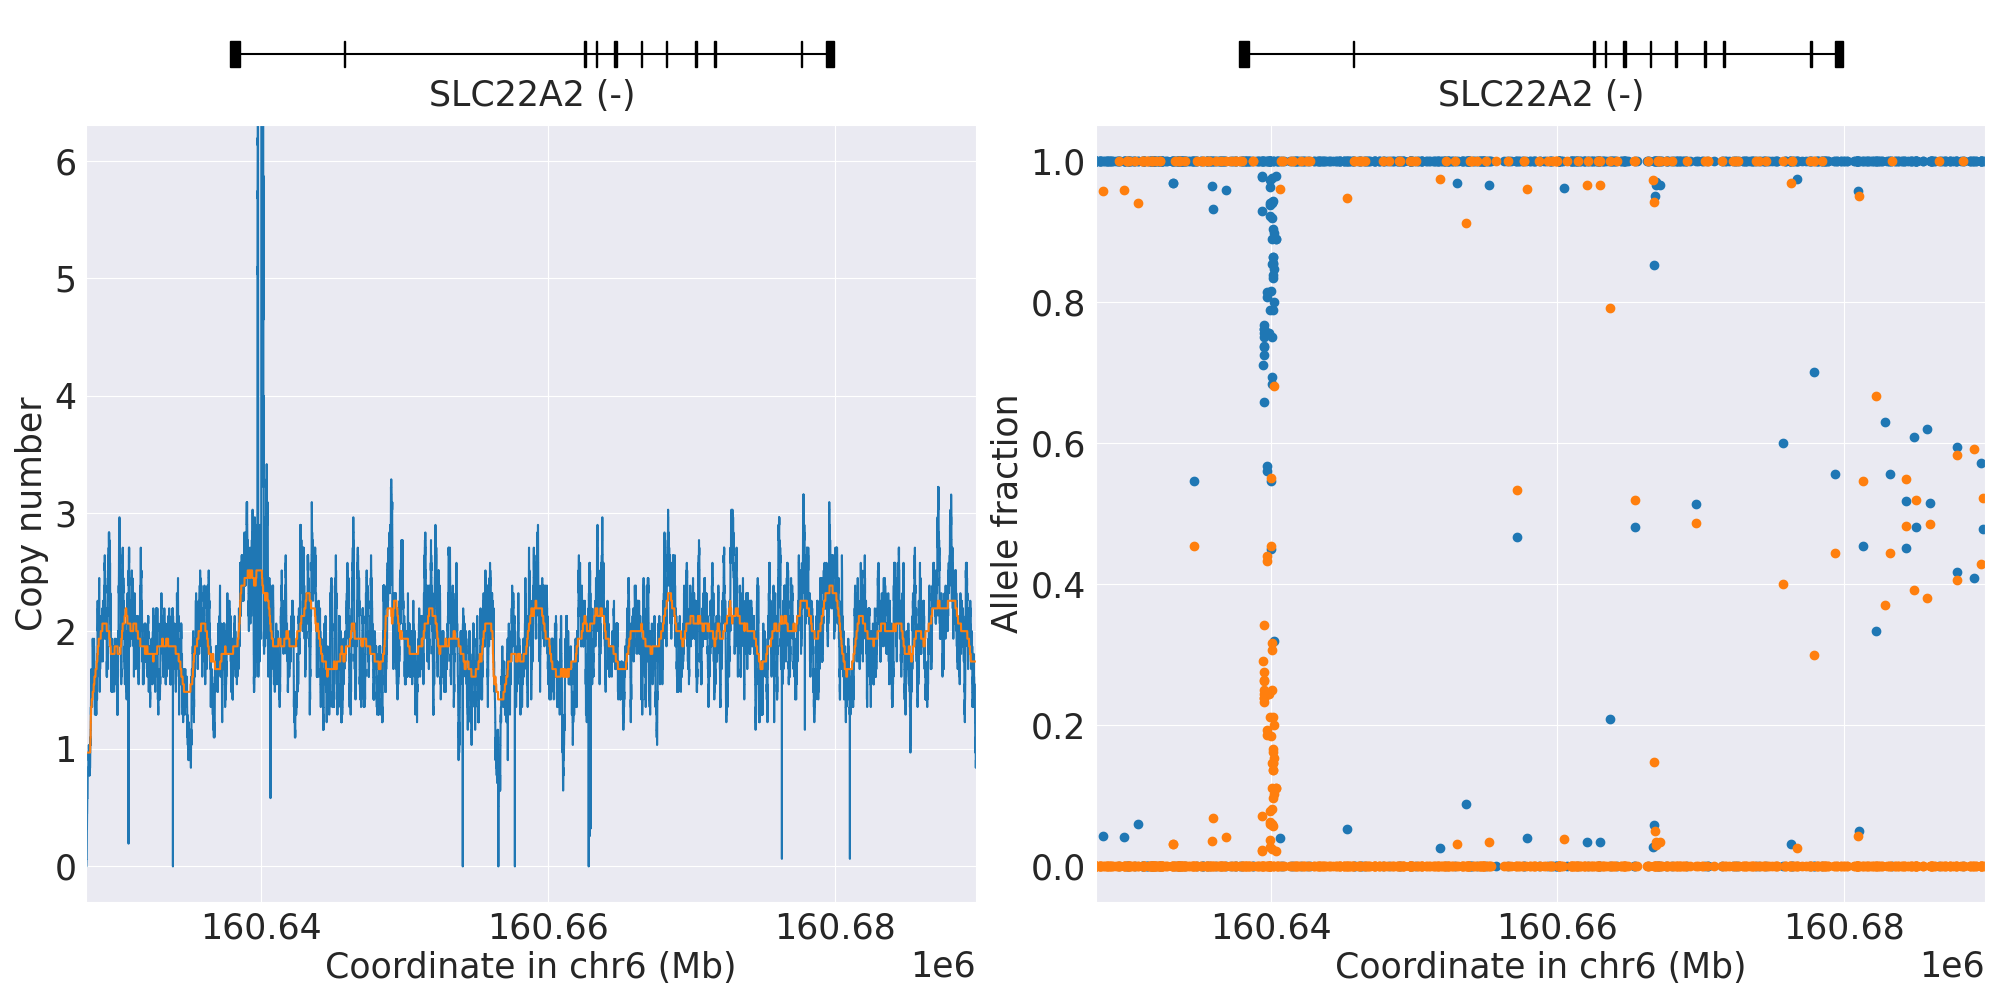 SLC22A2 (-)
Copy number
6
5
4
3
2
1
0
160.64 160.66 160.68
1e6
Coordinate in chr6 (Mb)
SLC22A2 (-)
Allele fraction
1.0
0.8
0.6
0.4
0.2
0.0
160.64 160.66 160.68
1e6
Coordinate in chr6 (Mb)